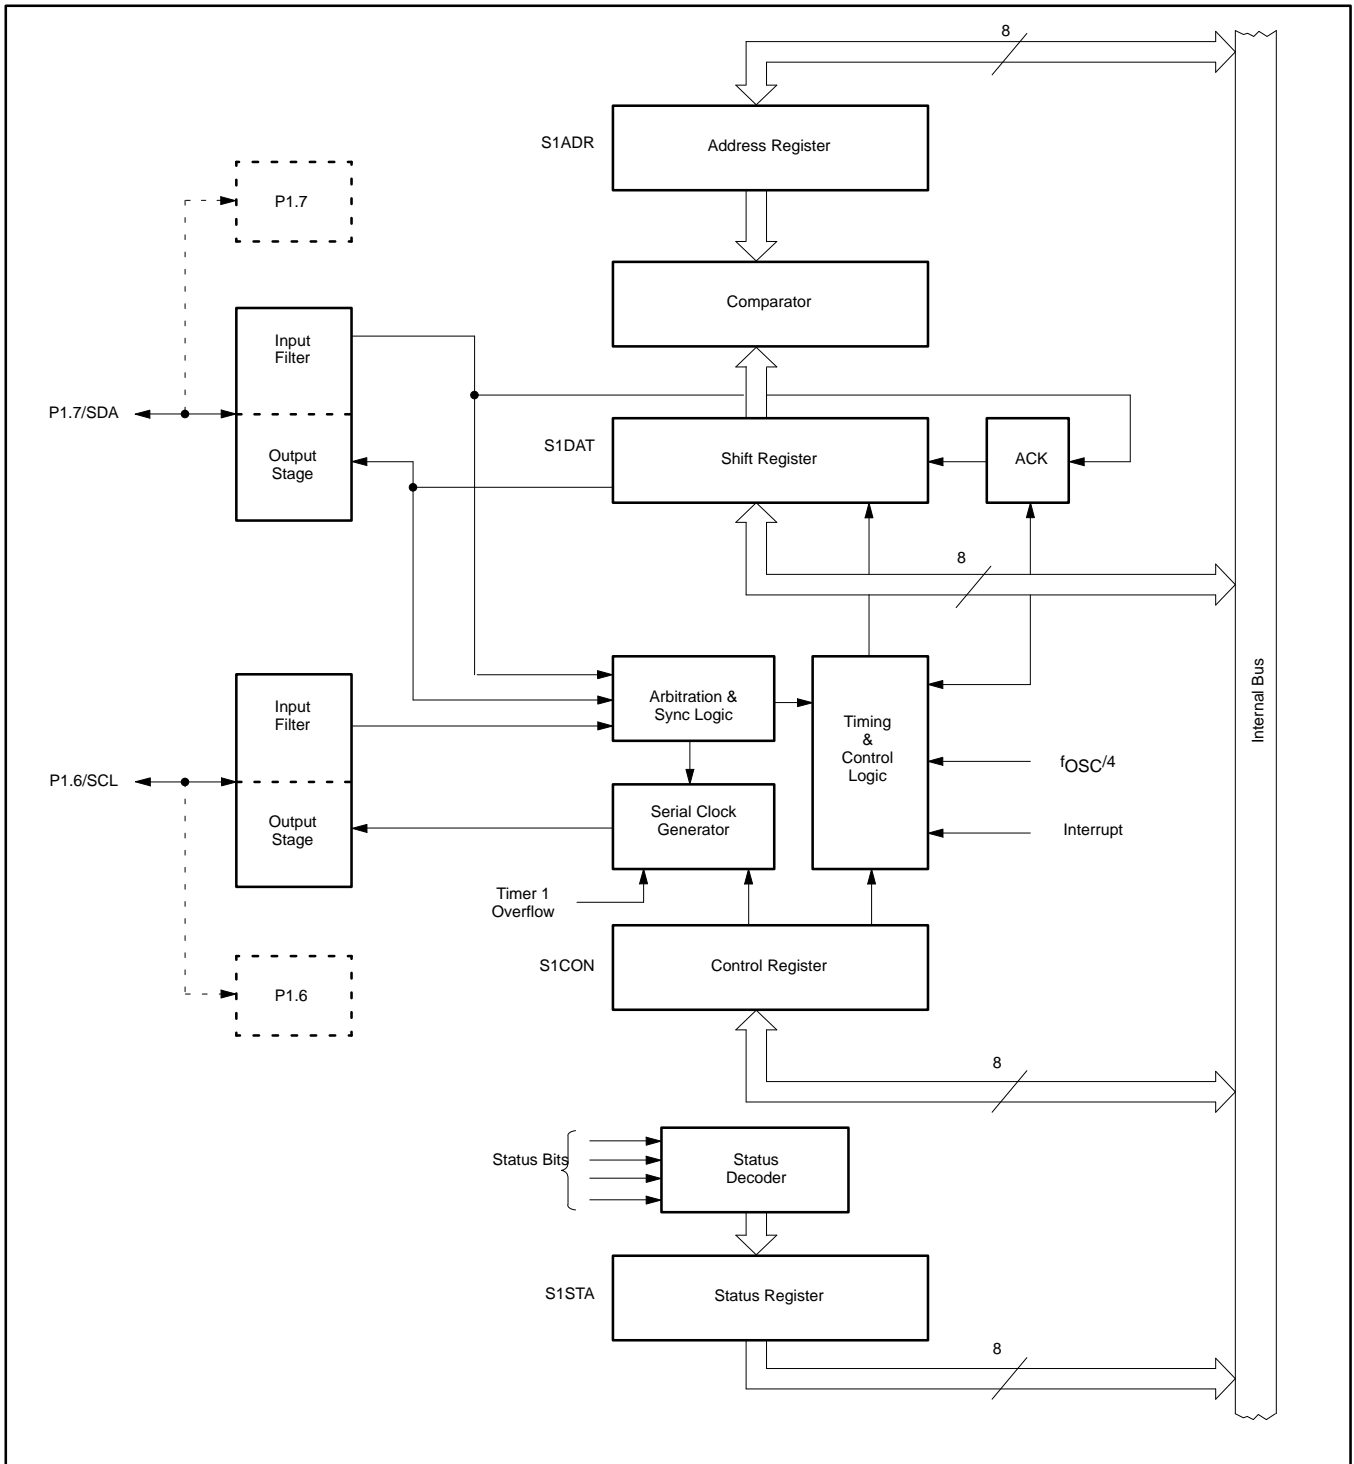 8
S1ADR
Address Register
P1.7
Comparator
Input
Filter
P1.7/SDA
S1DAT
Shift Register
ACK
Output
Stage
8
Internal Bus
Input
Filter
Arbitration &
Sync Logic
Timing
&
Control
Logic
fOSC/4
P1.6/SCL
Output
Stage
Serial Clock
Generator
Interrupt
Timer 1
Overflow
S1CON
Control Register
P1.6
8
Status Bits
Status
Decoder
S1STA
Status Register
8